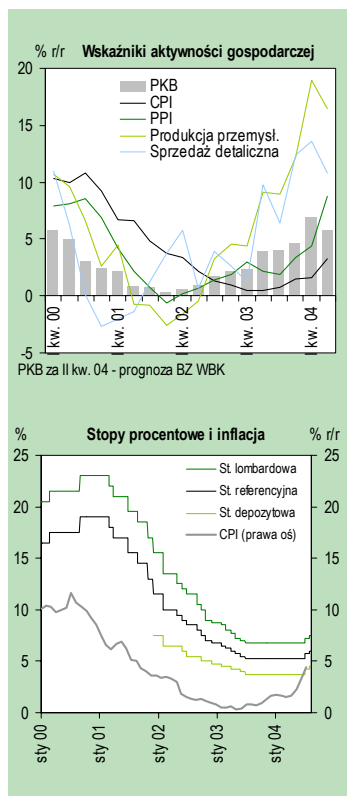 % r/r Wskaźniki aktywności gospodarczej
20
15
10
5
0
-5
PKB
CPI
PPI
Produkcja przemysł.
Sprzedaż detaliczna
I kw. 00
I kw. 01
I kw. 02
I kw. 03
I kw. 04
PKB za II kw. 04 - prognoza BZ WBK
% Stopy procentowe i inflacja % r/r
25 25
20 20
15 15
10 10
5 5
0 0
St. lombardowa
St. referencyjna
St. depozytowa
CPI (prawa oś)
sty 00
sty 01
sty 02
sty 03
sty 04